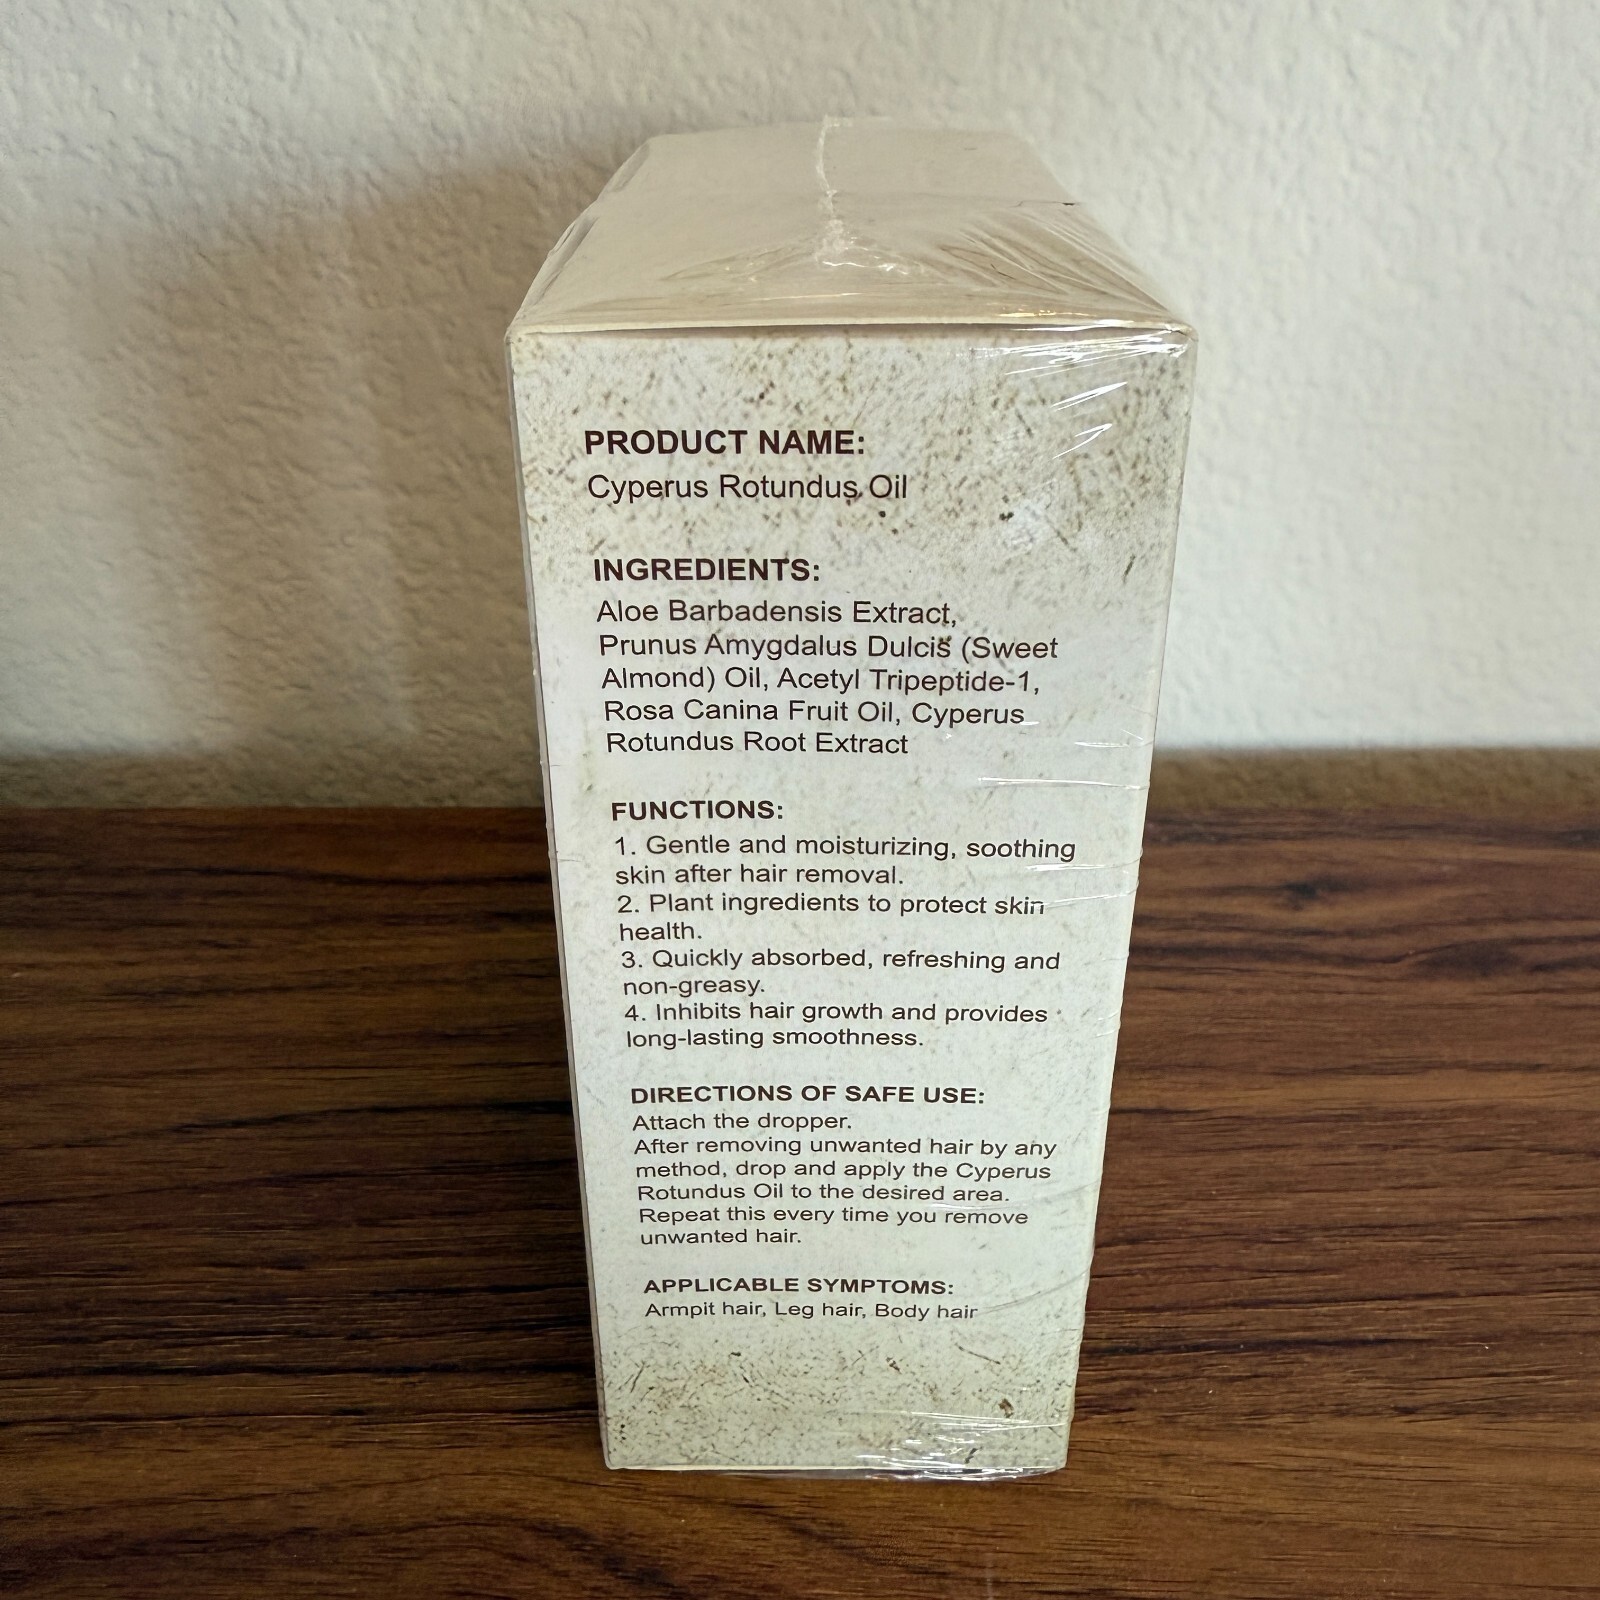 PRODUCT NAME:
Cyperus Rotundus Oil
INGREDIENTS:
Aloe Barbadensis Extract,
Prunus Amygdalus Dulcis (Sweet
Almond) Oil, Acetyl Tripeptide-1,
Rosa Canina Fruit Oil, Cyperus
Rotundus Root Extract
FUNCTIONS:
1. Gentle and moisturizing, soothing
skin after hair removal.
2. Plant ingredients to protect skin
health.
3. Quickly absorbed, refreshing and
non-greasy.
4. Inhibits hair growth and provides
long-lasting smoothness.
DIRECTIONS OF SAFE USE:
Attach the dropper.
After removing unwanted hair by any
method, drop and apply the Cyperus
Rotundus Oil to the desired area.
Repeat this every time you remove
unwanted hair.
APPLICABLE SYMPTOMS:
Armpit hair, Leg hair, Body hair